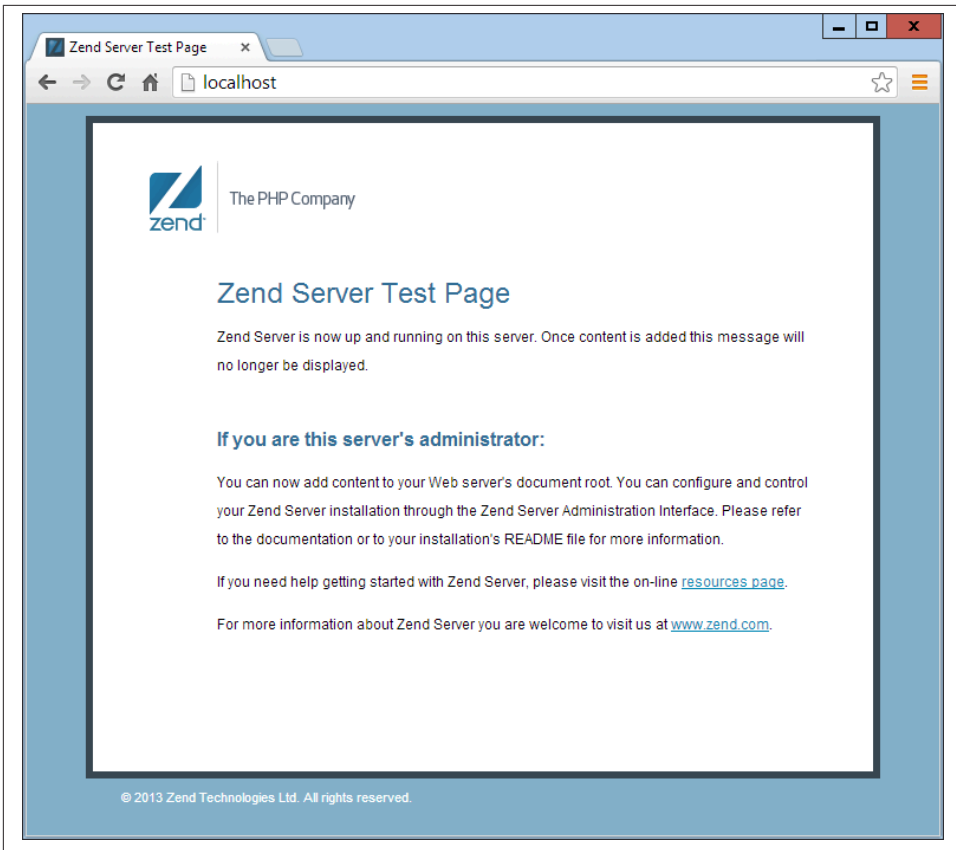 Zend Server Test Page
localhost
zend
The PHP Company
Zend Server Test Page
Zend Server is now up and running on this server. Once content is added this message will
no longer be displayed.
If you are this server's administrator:
You can now add content to your Web server's document root. You can configure and control
your Zend Server installation through the Zend Server Administration Interface. Please refer
to the documentation or to your installation's README file for more information.
If you need help getting started with Zend Server, please visit the on-line resources page.
For more information about Zend Server you are welcome to visit us at www.zend.com.
© 2013 Zend Technologies Ltd. All rights reserved.